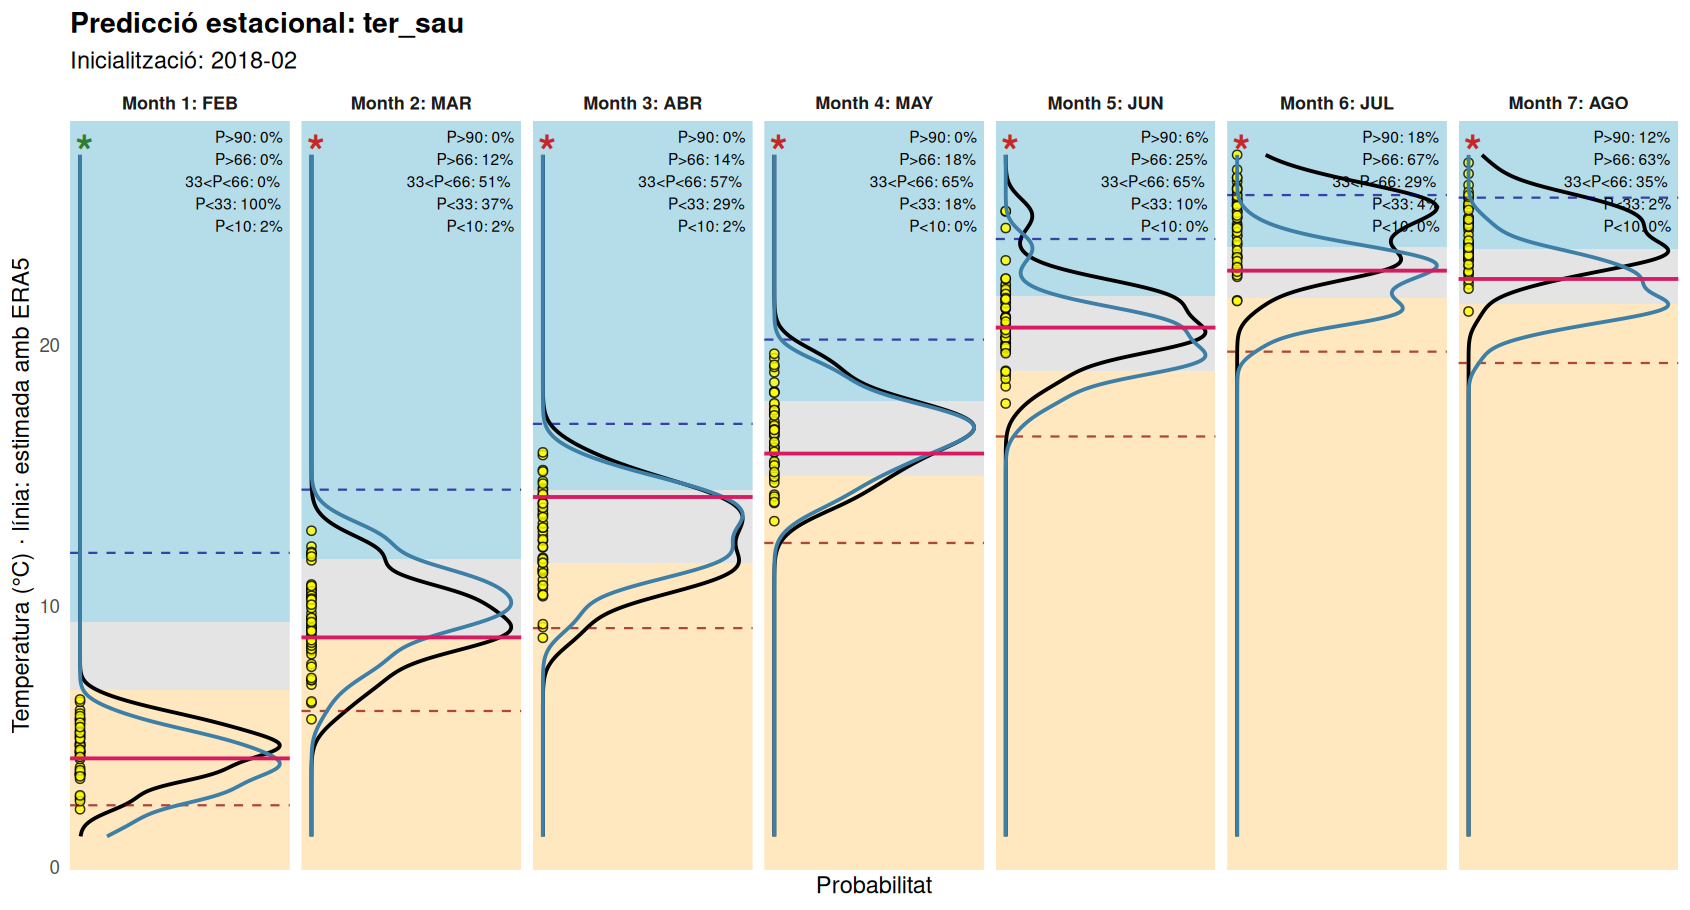 Predicció estacional: ter_sau
Inicialització: 2018-02
Month 1: FEB
Month 2: MAR
Month 3: ABR
Month 4: MAY
Month 5: JUN
Month 6: JUL
Month 7: AGO
*
P>90: 0%
P>66: 0%
33<P<66: 0%
P<33: 100%
P<10: 2%
*
P>90: 0%
P>66: 12%
33<P<66: 51%
P<33: 37%
P<10: 2%
*
P>90: 0%
P>66: 14%
33<P<66: 57%
P<33: 29%
P<10: 2%
*
P>90: 0%
P>66: 18%
33<P<66: 65%
P<33: 18%
P<10: 0%
*
P>90: 6%
P>66: 25%
33<P<66: 65%
P<33: 10%
P<10: 0%
*
P>90: 18%
P>66: 67%
33<P<66: 29%
P<33: 4%
P<10: 0%
*
P>90: 12%
P>66: 63%
33<P<66: 35%
P<33: 2%
P<10: 0%
Temperatura (°C) · línia: estimada amb ERA5
20
10
0
Probabilitat